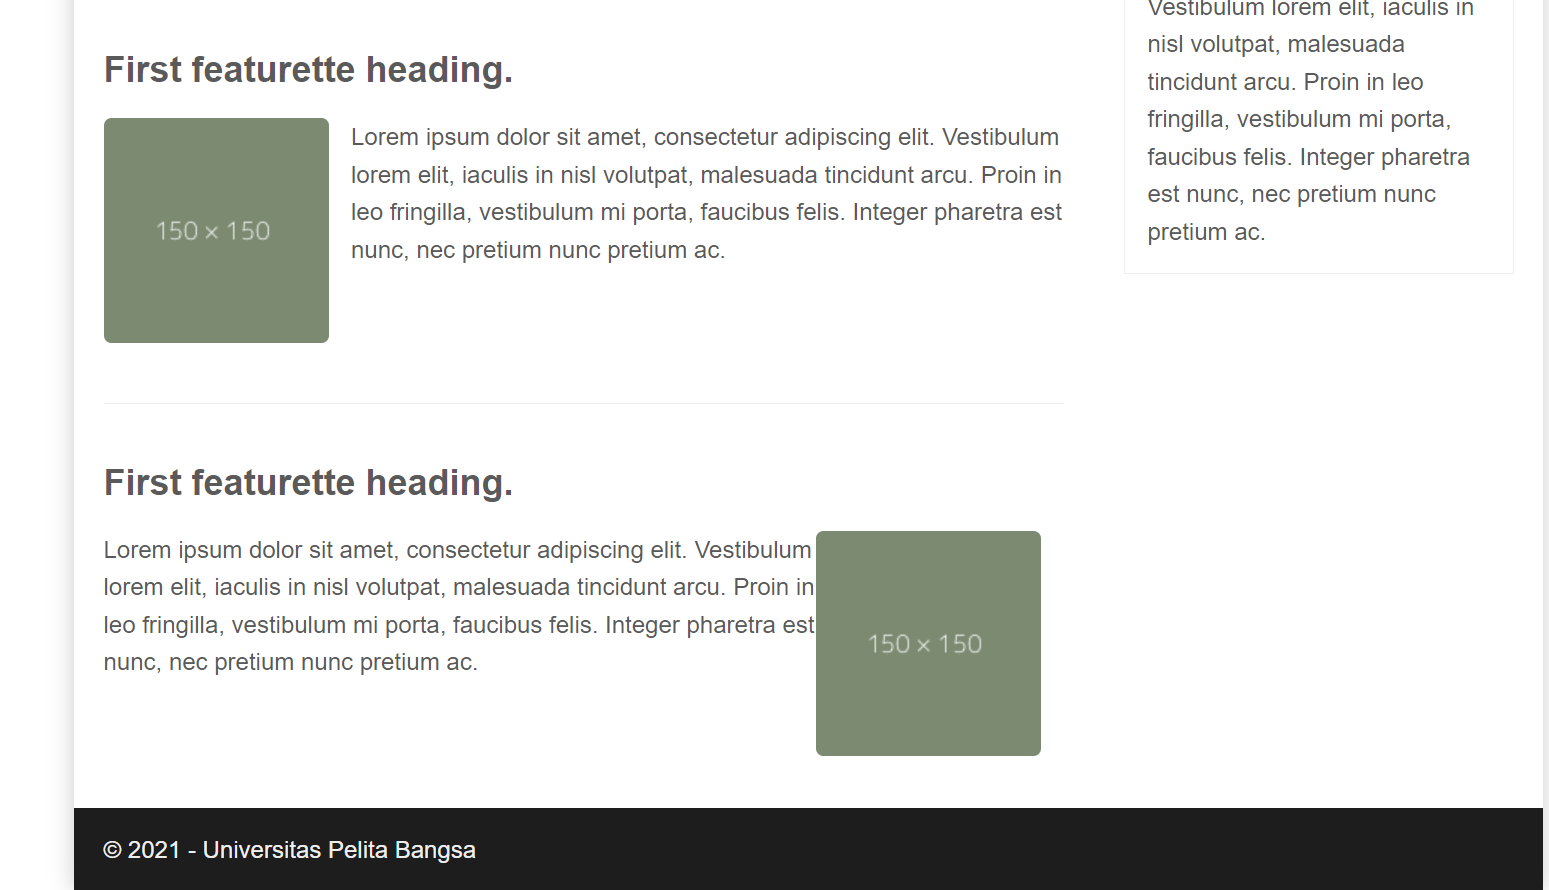 First featurette heading.
150 × 150
Lorem ipsum dolor sit amet, consectetur adipiscing elit. Vestibulum
lorem elit, iaculis in nisl volutpat, malesuada tincidunt arcu. Proin in
leo fringilla, vestibulum mi porta, faucibus felis. Integer pharetra est
nunc, nec pretium nunc pretium ac.
First featurette heading.
Lorem ipsum dolor sit amet, consectetur adipiscing elit. Vestibulum
lorem elit, iaculis in nisl volutpat, malesuada tincidunt arcu. Proin in
leo fringilla, vestibulum mi porta, faucibus felis. Integer pharetra est
nunc, nec pretium nunc pretium ac.
150 × 150
Vestibulum lorem elit, iaculis in
nisl volutpat, malesuada
tincidunt arcu. Proin in leo
fringilla, vestibulum mi porta,
faucibus felis. Integer pharetra
est nunc, nec pretium nunc
pretium ac.
© 2021 - Universitas Pelita Bangsa